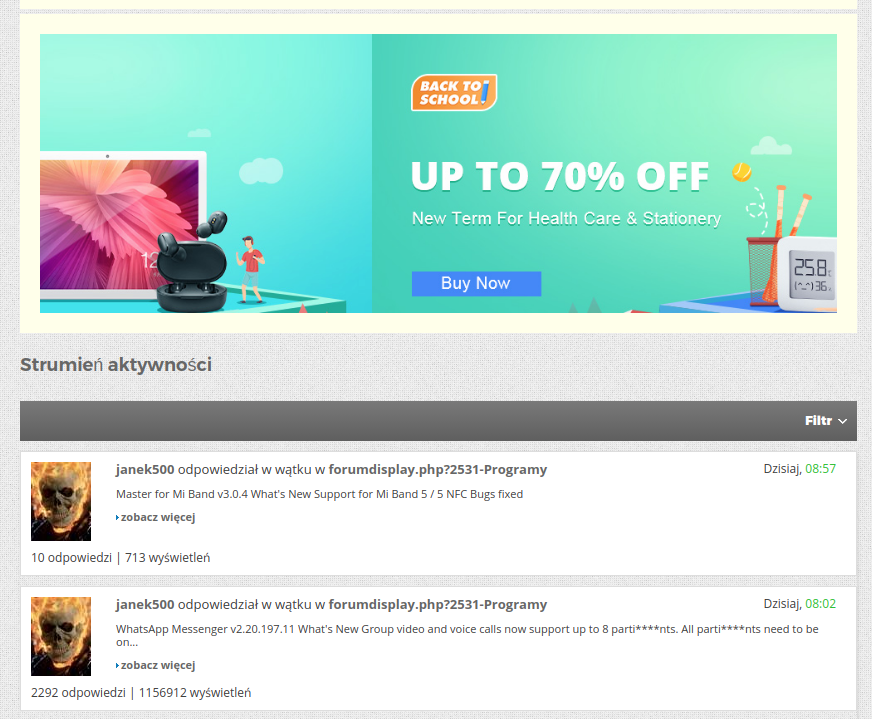 BACK TO
SCHOOL!
UP TO 70% OFF
New Term For Health Care & Stationery
Buy Now
12
25.8
(^_^) 36
Strumień aktywności
Filtr
janek500 odpowiedział w wątku w forumdisplay.php?2531-Programy
Dzisiaj, 08:57
Master for Mi Band v3.0.4 What's New Support for Mi Band 5 / 5 NFC Bugs fixed
zobacz więcej
10 odpowiedzi | 713 wyświetleń
janek500 odpowiedział w wątku w forumdisplay.php?2531-Programy
Dzisiaj, 08:02
WhatsApp Messenger v2.20.197.11 What's New Group video and voice calls now support up to 8 parti****nts. All parti****nts need to be
on...
zobacz więcej
2292 odpowiedzi | 1156912 wyświetleń